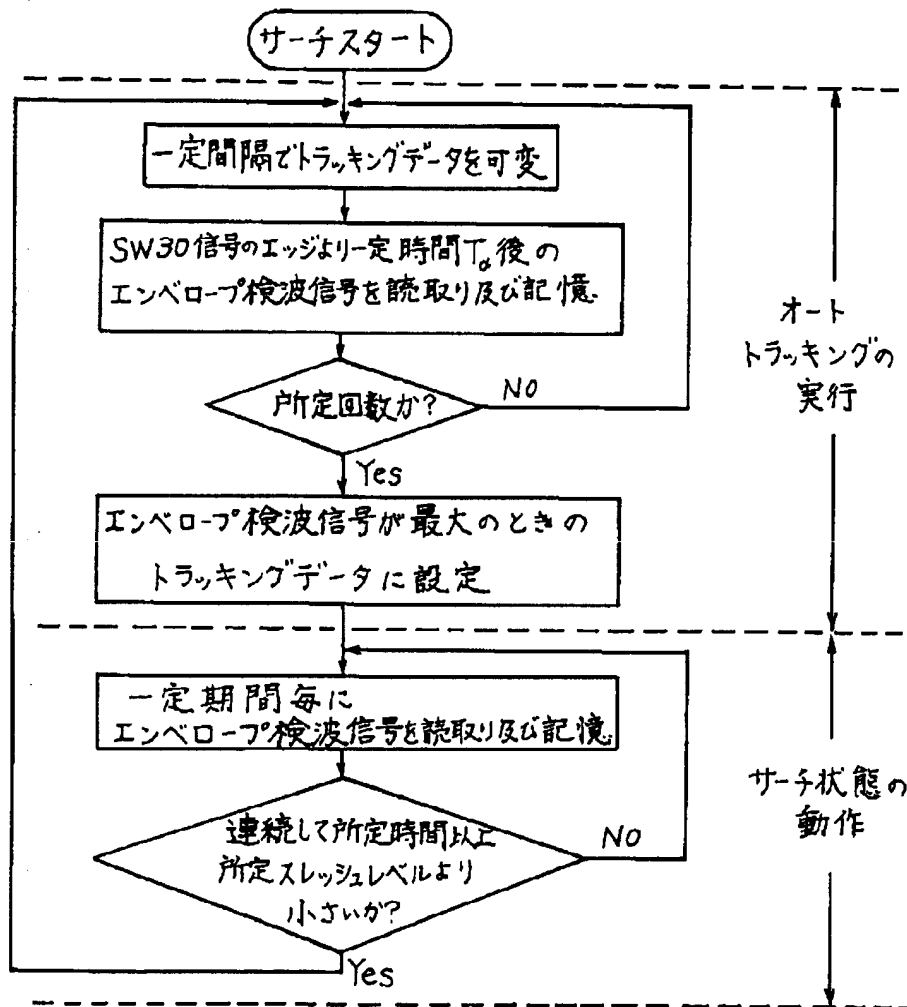 サーチスタート
一定間隔でトラッキングデータを可変
SW30信号のエッジより一定時間Td後の
エンベロープ検波信号を読取り及び記憶.
所定回数か?
NO
Yes
エンベロープ検波信号が最大のときの
トラッキングデータに設定
オート
トラッキングの
実行
一定期間毎に
エンベロープ検波信号を読取り及び記憶.
連続して所定時間以上
所定スレッシュレベルより
小さいか?
NO
Yes
サーチ状態の
動作